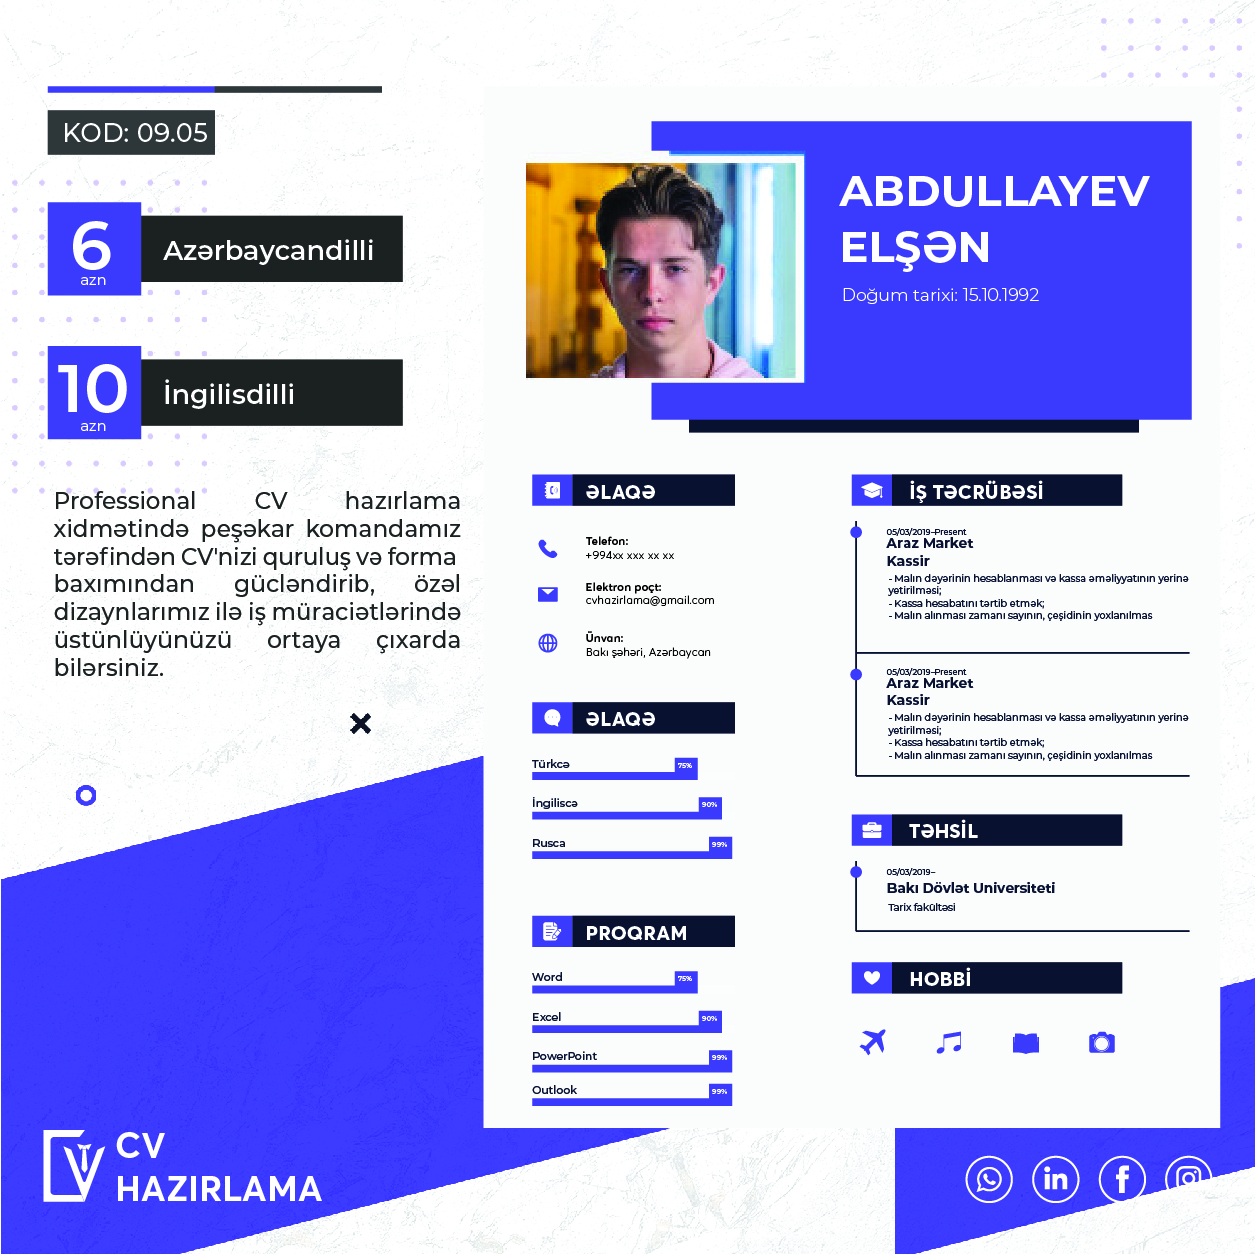 KOD: 09.05
6
azn
Azərbaycandilli
10
azn
İngilisdilli
Professional CV hazırlama
xidmətində peşəkar komandamız
tərəfindən CV'nizi quruluş və forma
baxımından gücləndirib, özəl
dizaynlarımız ilə iş müraciətlərində
üstünlüyünüzü ortaya çıxarda
bilərsiniz.
CV
HAZIRLAMA
ABDULLAYEV
ELŞƏN
Doğum tarixi: 15.10.1992
ƏLAQƏ
Telefon:
+994xx xxx xx xx
Elektron poçt:
cvhazirlama@gmail.com
Ünvan:
Bakı şəhəri, Azərbaycan
ƏLAQƏ
Türkcə 75%
İngiliscə 90%
Rusca 99%
PROQRAM
Word 75%
Excel 90%
PowerPoint 99%
Outlook 99%
İŞ TƏCRÜBƏSİ
05/03/2019–Present
Araz Market
Kassir
- Malın dəyərinin hesablanması və kassa əməliyyatının yerinə
yetirilməsi;
- Kassa hesabatını tərtib etmək;
- Malın alınması zamanı sayının, çeşidinin yoxlanılmas
05/03/2019–Present
Araz Market
Kassir
- Malın dəyərinin hesablanması və kassa əməliyyatının yerinə
yetirilməsi;
- Kassa hesabatını tərtib etmək;
- Malın alınması zamanı sayının, çeşidinin yoxlanılmas
TƏHSİL
05/03/2019–
Bakı Dövlət Universiteti
Tarix fakültəsi
HOBBİ